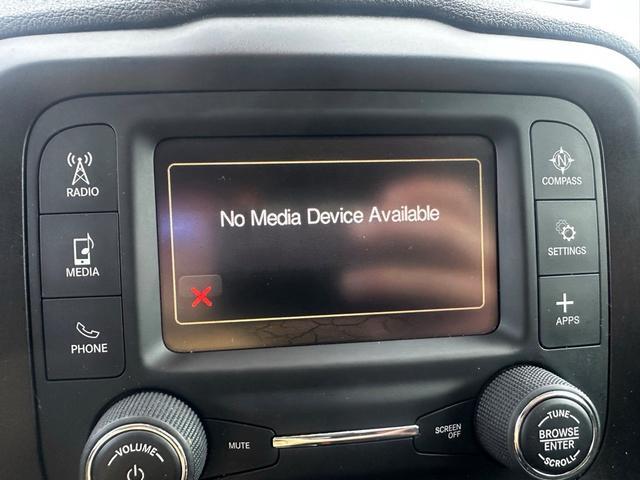 RADIO
MEDIA
PHONE
No Media Device Available
COMPASS
SETTINGS
APPS
VOLUME
MUTE
SCREEN
OFF
TUNE
BROWSE
ENTER
SCROLL